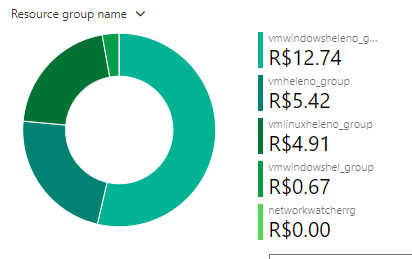 Resource group name
vmwindowsheleno_g...
R$12.74
vmheleno_group
R$5.42
vmlinuxheleno_group
R$4.91
vmwindowshel_group
R$0.67
networkwatcherrg
R$0.00